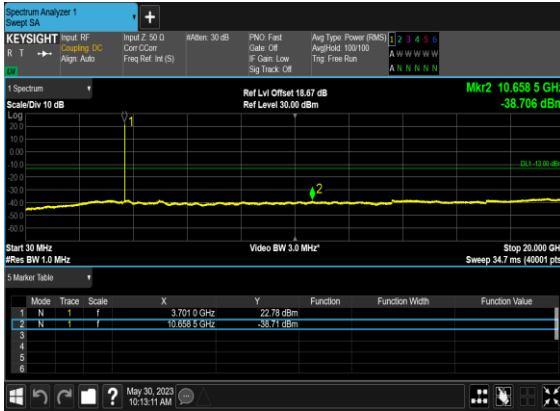 Spectrum Analyzer 1
Swept SA
+
KEYSIGHT Input: RF Input Z: 50 Ω #Atten: 30 dB PNO: Fast Avg Type: Power (RMS) 1 2 3 4 5 6
R T Coupling: DC Corr CCorr Gate: Off Avg|Hold: 100/100 A W W W W W
Align: Auto Freq Ref: Int (S) IF Gain: Low Trig: Free Run
Sig Track: Off A N N N N N
1 Spectrum Ref Lvl Offset 18.67 dB Mkr2 10.658 5 GHz
Scale/Div 10 dB Ref Level 30.00 dBm -38.706 dBm
Log
20.0
10.0
0.00
-10.0
DL1 -13.00 dBm
-20.0
-30.0
-40.0
-50.0
-60.0
1
2
Start 30 MHz Video BW 3.0 MHz* Stop 20.000 GH
#Res BW 1.0 MHz Sweep 34.7 ms (40001 pts
5 Marker Table
Mode Trace Scale X Y Function Function Width Function Value
1 N 1 f 3.701 0 GHz 22.78 dBm
2 N 1 f 10.658 5 GHz -38.71 dBm
3
4
5
6
? May 30, 2023
10:13:11 AM